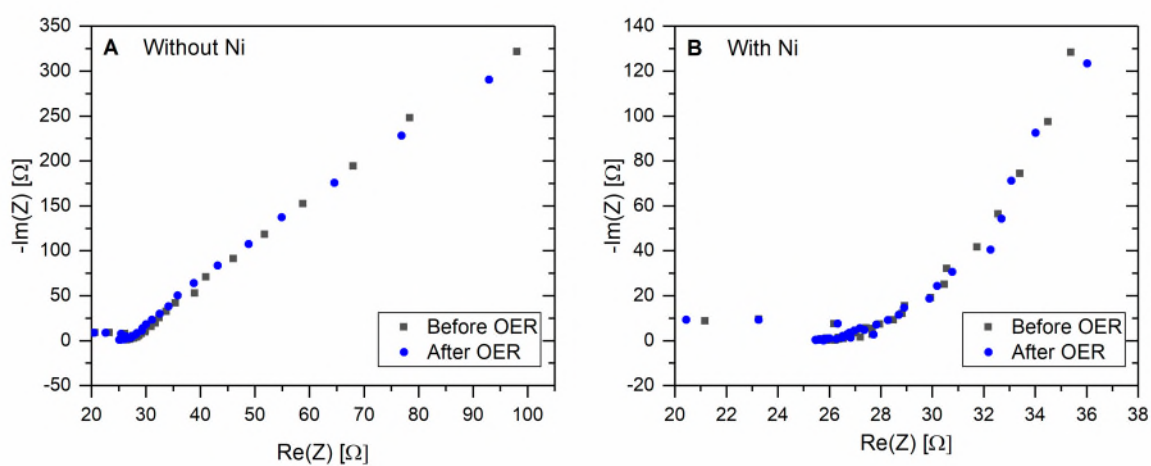 A Without Ni
350
300
250
200
150
100
50
0
-50
-Im(Z) [Ω]
20 30 40 50 60 70 80 90 100
Re(Z) [Ω]
Before OER
After OER
B With Ni
140
120
100
80
60
40
20
0
-20
-Im(Z) [Ω]
20 22 24 26 28 30 32 34 36 38
Re(Z) [Ω]
Before OER
After OER